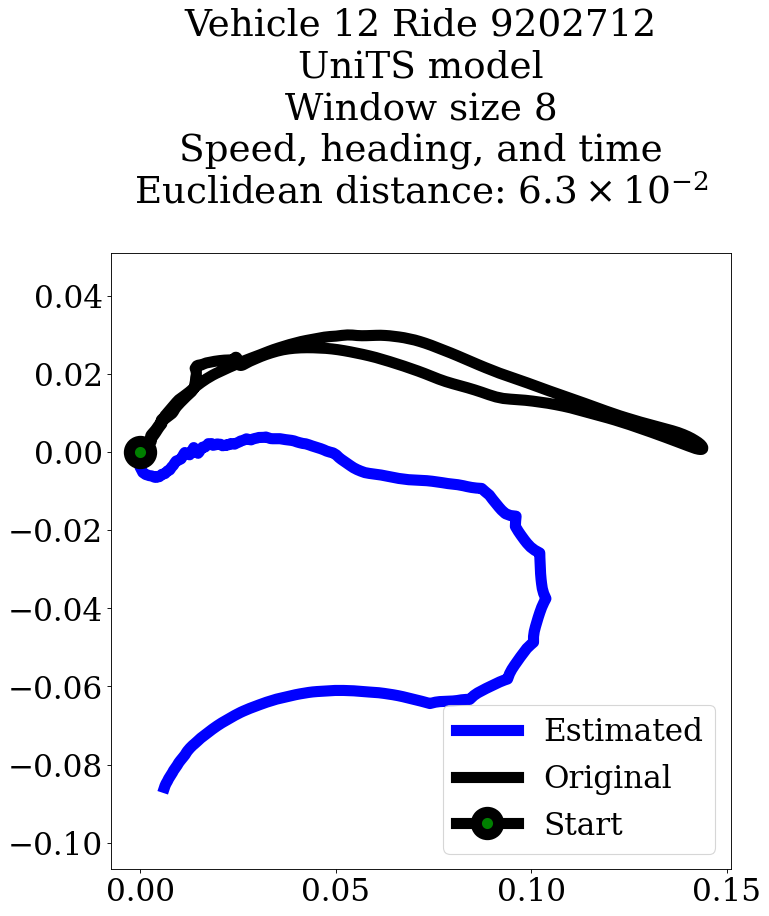 Vehicle 12 Ride 9202712
UniTS model
Window size 8
Speed, heading, and time
Euclidean distance: 6.3 × 10⁻²
0.04
0.02
0.00
−0.02
−0.04
−0.06
−0.08
−0.10
0.00 0.05 0.10 0.15
Estimated
Original
Start